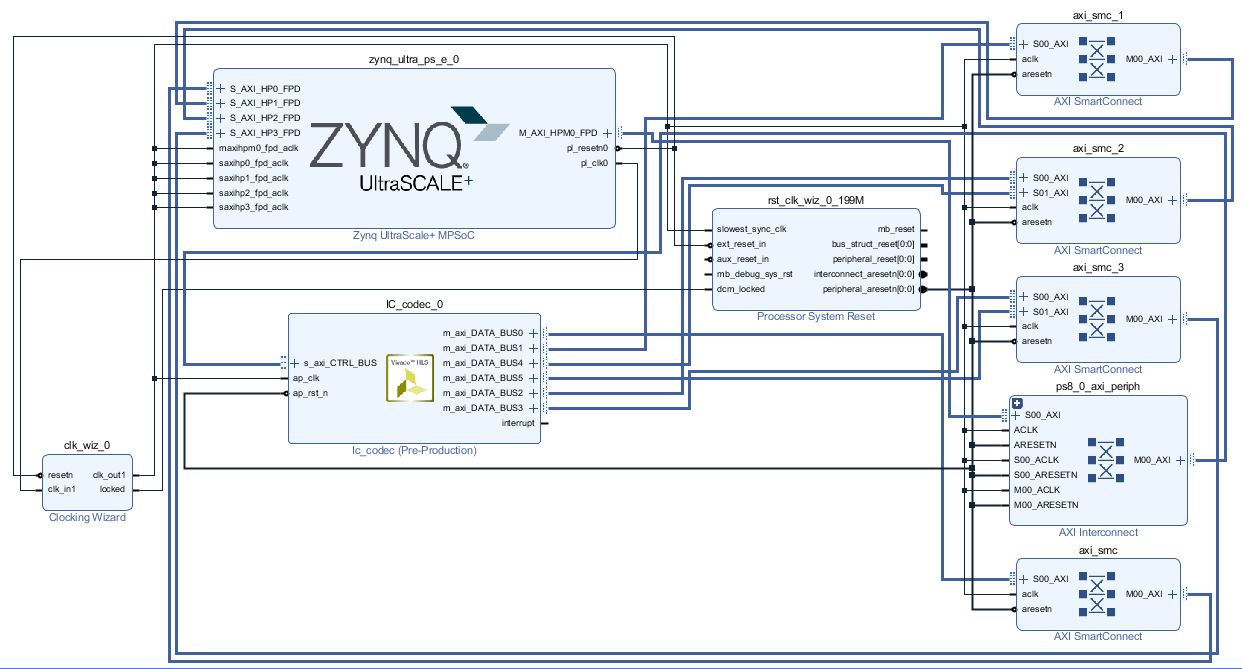 axi_smc_1
S00_AXI
aclk
aresetn
M00_AXI
AXI SmartConnect
zynq_ultra_ps_e_0
S_AXI_HP0_FPD
S_AXI_HP1_FPD
S_AXI_HP2_FPD
S_AXI_HP3_FPD
maxihpm0_fpd_aclk
saxihp0_fpd_aclk
saxihp1_fpd_aclk
saxihp2_fpd_aclk
saxihp3_fpd_aclk
ZYNQ
UltraSCALE+
M_AXI_HPM0_FPD
pl_resetn0
pl_clk0
Zynq UltraScale+ MPSoC
axi_smc_2
S00_AXI
S01_AXI
aclk
aresetn
M00_AXI
AXI SmartConnect
rst_clk_wiz_0_199M
slowest_sync_clk
ext_reset_in
aux_reset_in
mb_debug_sys_rst
dcm_locked
mb_reset
bus_struct_reset[0:0]
peripheral_reset[0:0]
interconnect_aresetn[0:0]
peripheral_aresetn[0:0]
Processor System Reset
axi_smc_3
S00_AXI
S01_AXI
aclk
aresetn
M00_AXI
AXI SmartConnect
IC_codec_0
s_axi_CTRL_BUS
ap_clk
ap_rst_n
Vivado™ HLS
m_axi_DATA_BUS0
m_axi_DATA_BUS1
m_axi_DATA_BUS4
m_axi_DATA_BUS5
m_axi_DATA_BUS2
m_axi_DATA_BUS3
interrupt
Ic_codec (Pre-Production)
ps8_0_axi_periph
S00_AXI
ACLK
ARESETN
S00_ACLK
S00_ARESETN
M00_ACLK
M00_ARESETN
M00_AXI
AXI Interconnect
clk_wiz_0
resetn
clk_in1
clk_out1
locked
Clocking Wizard
axi_smc
S00_AXI
aclk
aresetn
M00_AXI
AXI SmartConnect